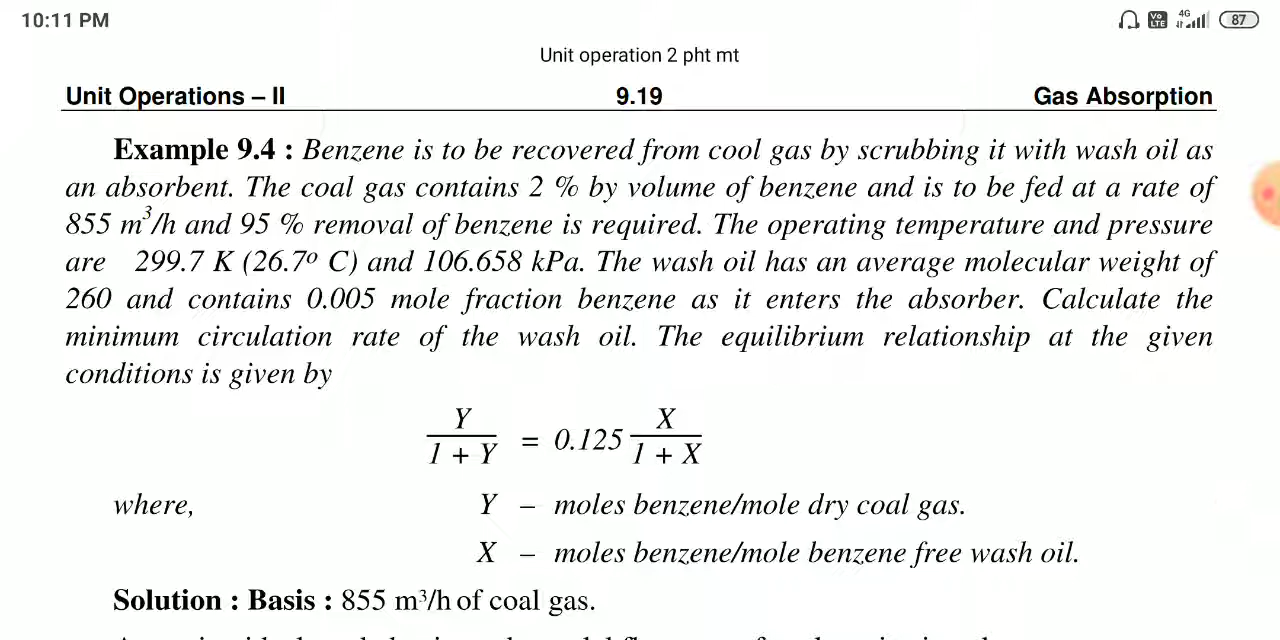 10:11 PM
Vo LTE 4G 87
Unit operation 2 pht mt
Unit Operations – II 9.19 Gas Absorption
Example 9.4 : Benzene is to be recovered from cool gas by scrubbing it with wash oil as
an absorbent. The coal gas contains 2 % by volume of benzene and is to be fed at a rate of
855 m³/h and 95 % removal of benzene is required. The operating temperature and pressure
are 299.7 K (26.7º C) and 106.658 kPa. The wash oil has an average molecular weight of
260 and contains 0.005 mole fraction benzene as it enters the absorber. Calculate the
minimum circulation rate of the wash oil. The equilibrium relationship at the given
conditions is given by
Y/(1 + Y) = 0.125 X/(1 + X)
where, Y – moles benzene/mole dry coal gas.
X – moles benzene/mole benzene free wash oil.
Solution : Basis : 855 m³/h of coal gas.